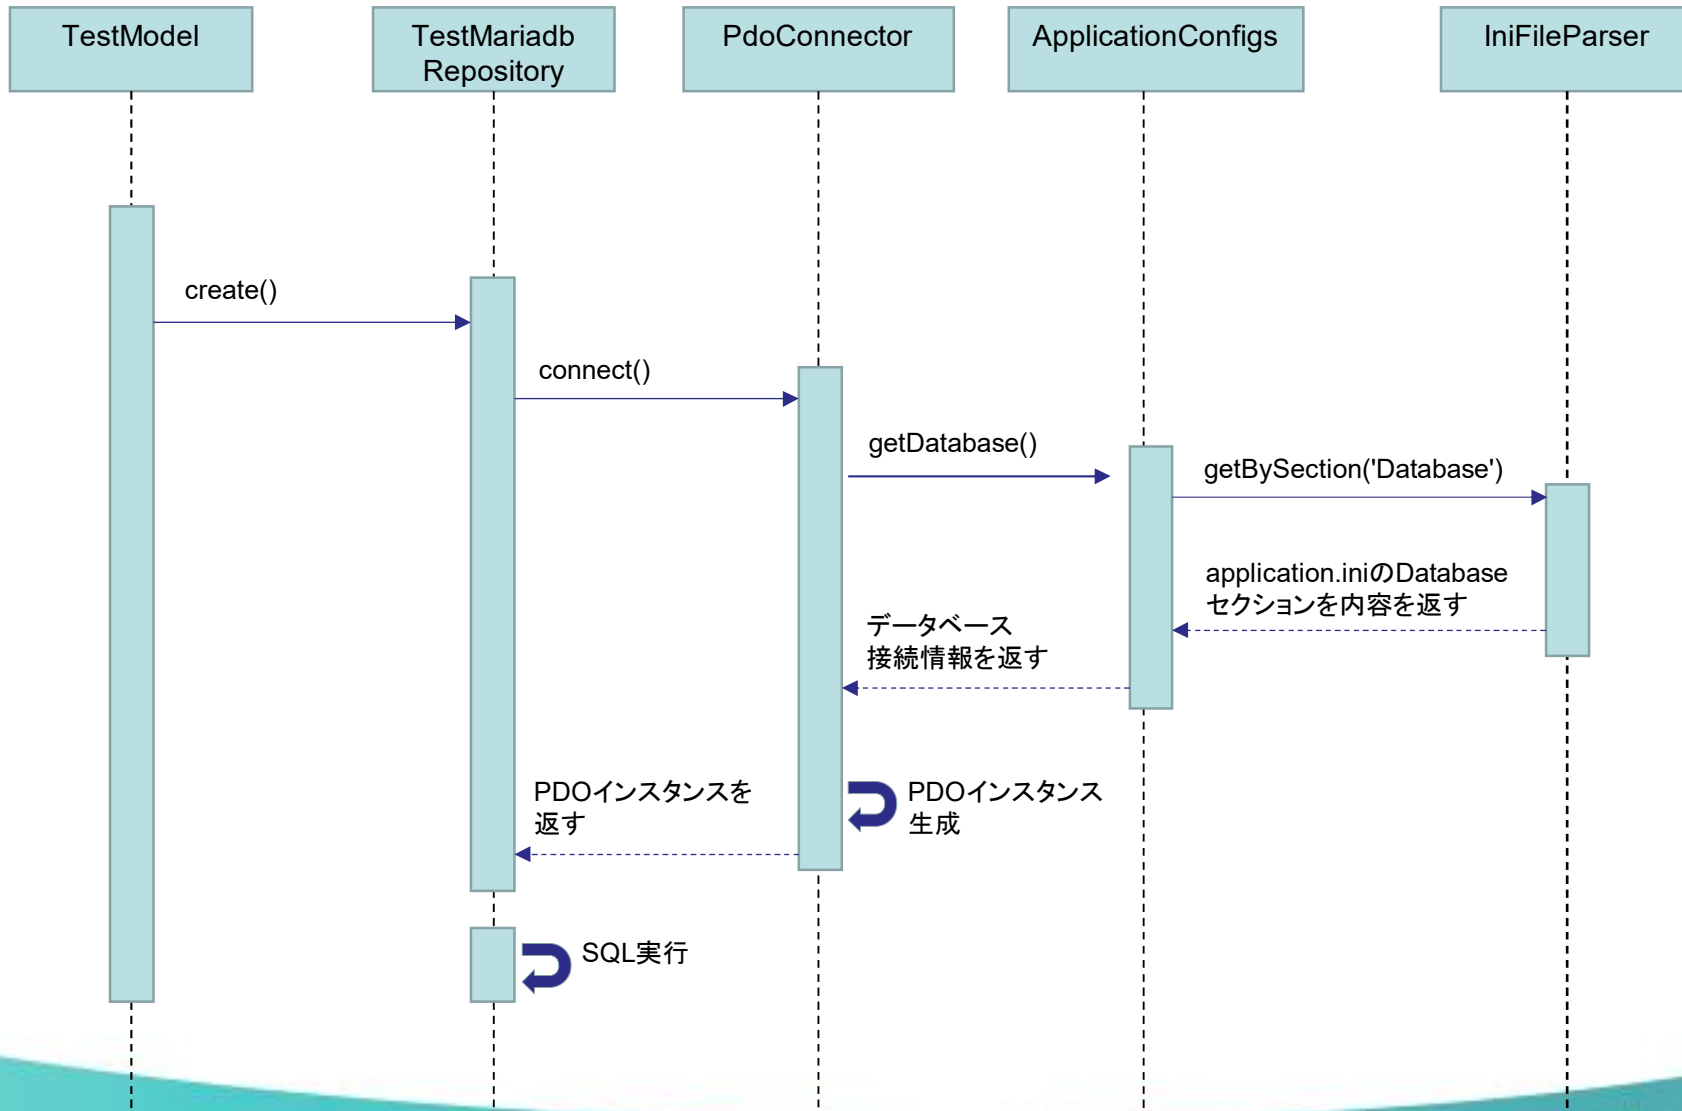 TestModel
TestMariadb
Repository
PdoConnector
ApplicationConfigs
IniFileParser
create()
connect()
getDatabase()
getBySection('Database')
application.iniのDatabase
セクションを内容を返す
データベース
接続情報を返す
PDOインスタンスを
返す
PDOインスタンス
生成
SQL実行